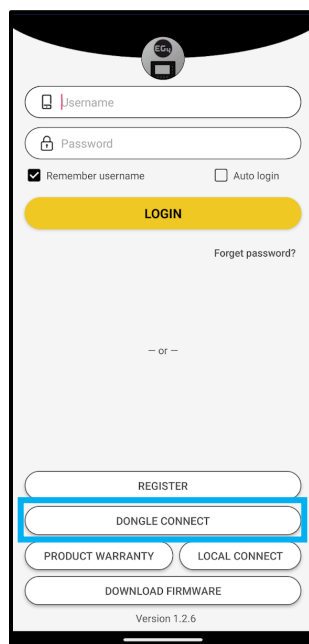 EG4
Username
Password
Remember username Auto login
LOGIN
Forget password?
— or —
REGISTER
DONGLE CONNECT
PRODUCT WARRANTY LOCAL CONNECT
DOWNLOAD FIRMWARE
Version 1.2.6